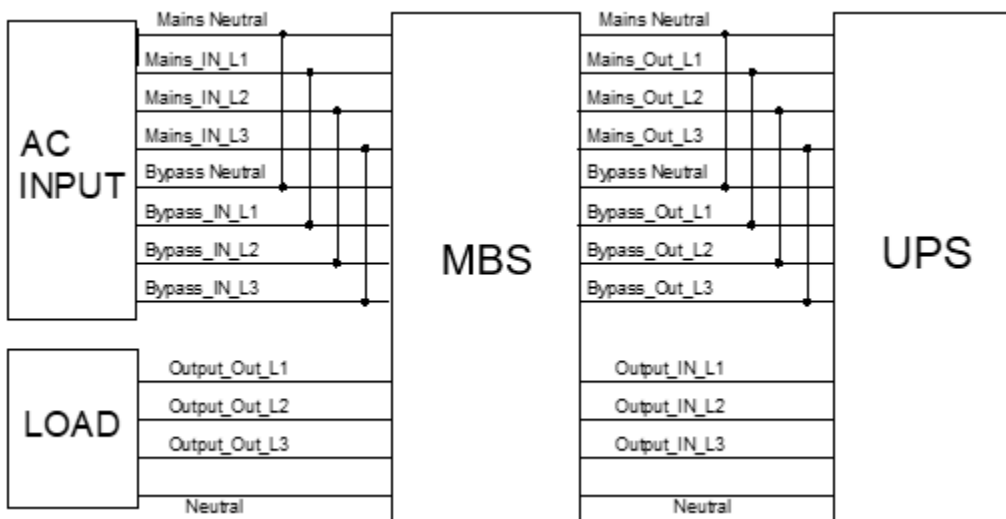 AC
INPUT
Mains Neutral
Mains_IN_L1
Mains_IN_L2
Mains_IN_L3
Bypass Neutral
Bypass_IN_L1
Bypass_IN_L2
Bypass_IN_L3
MBS
Mains Neutral
Mains_Out_L1
Mains_Out_L2
Mains_Out_L3
Bypass Neutral
Bypass_Out_L1
Bypass_Out_L2
Bypass_Out_L3
UPS
LOAD
Output_Out_L1
Output_Out_L2
Output_Out_L3
Neutral
Output_IN_L1
Output_IN_L2
Output_IN_L3
Neutral